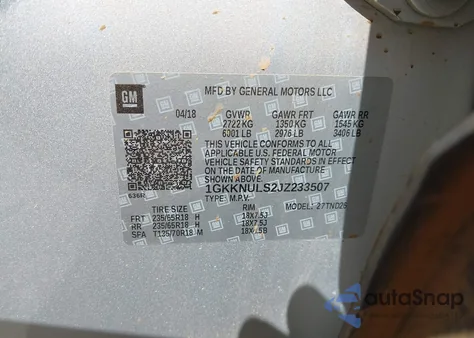 GM
MFD BY GENERAL MOTORS LLC
04/18 GVWR GAWR FRT GAWR RR
2722 KG 1350 KG 1545 KG
6001 LB 2976 LB 3406 LB
THIS VEHICLE CONFORMS TO ALL
APPLICABLE U.S. FEDERAL MOTOR
VEHICLE SAFETY STANDARDS IN EFFECT
ON THE DATE OF MANUFACTURE
SHOWN ABOVE.
1GKKNULS2JZ233507
TYPE: M.P.V. MODEL: 27TND26
TIRE SIZE RIM
FRT 235/65R18 H 18X7.5J
RR 235/65R18 H 18X7.5J
SPA T135/70R18 M 18X4.5B
autoSnap